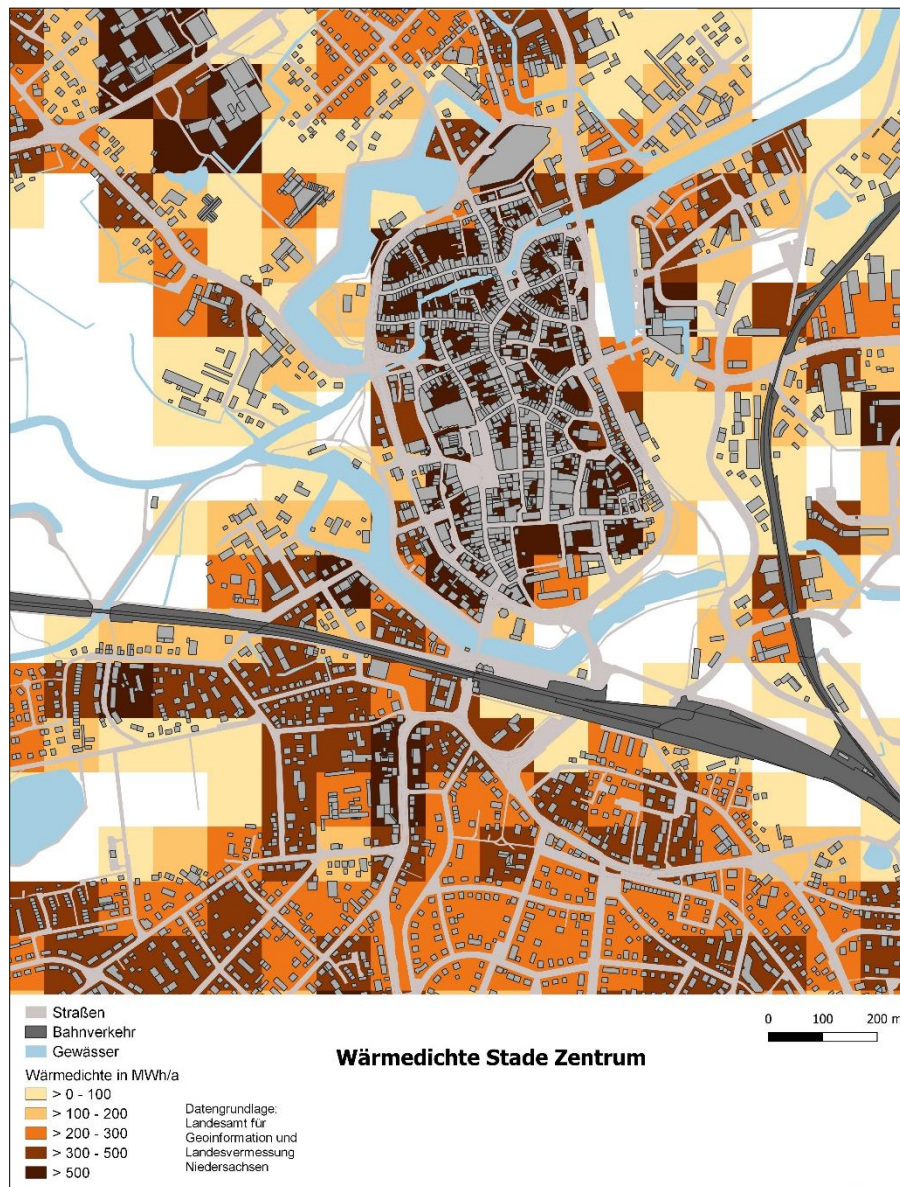 Straßen
Bahnverkehr
Gewässer
Wärmedichte in MWh/a
> 0 - 100
> 100 - 200
> 200 - 300
> 300 - 500
> 500
Datengrundlage:
Landesamt für
Geoinformation und
Landesvermessung
Niedersachsen
Wärmedichte Stade Zentrum
0 100 200 m